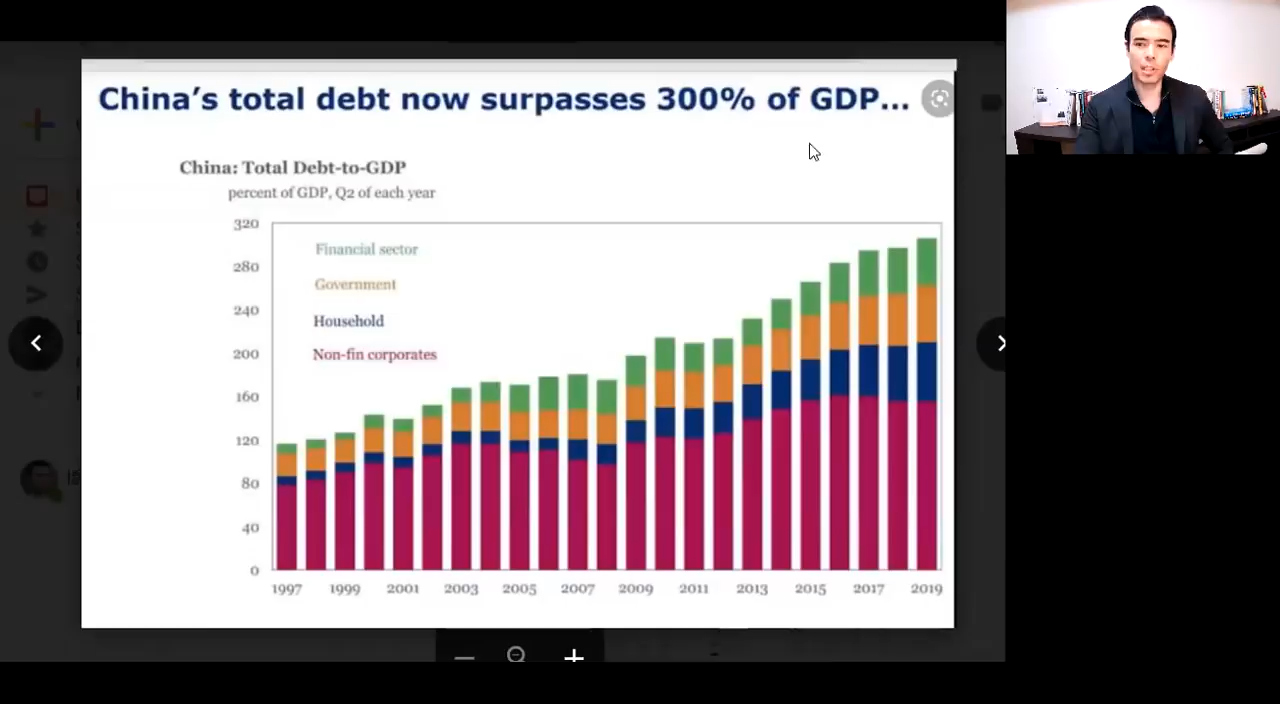 China's total debt now surpasses 300% of GDP...
China: Total Debt-to-GDP
percent of GDP, Q2 of each year
320
280
240
200
160
120
80
40
0
Financial sector
Government
Household
Non-fin corporates
1997 1999 2001 2003 2005 2007 2009 2011 2013 2015 2017 2019